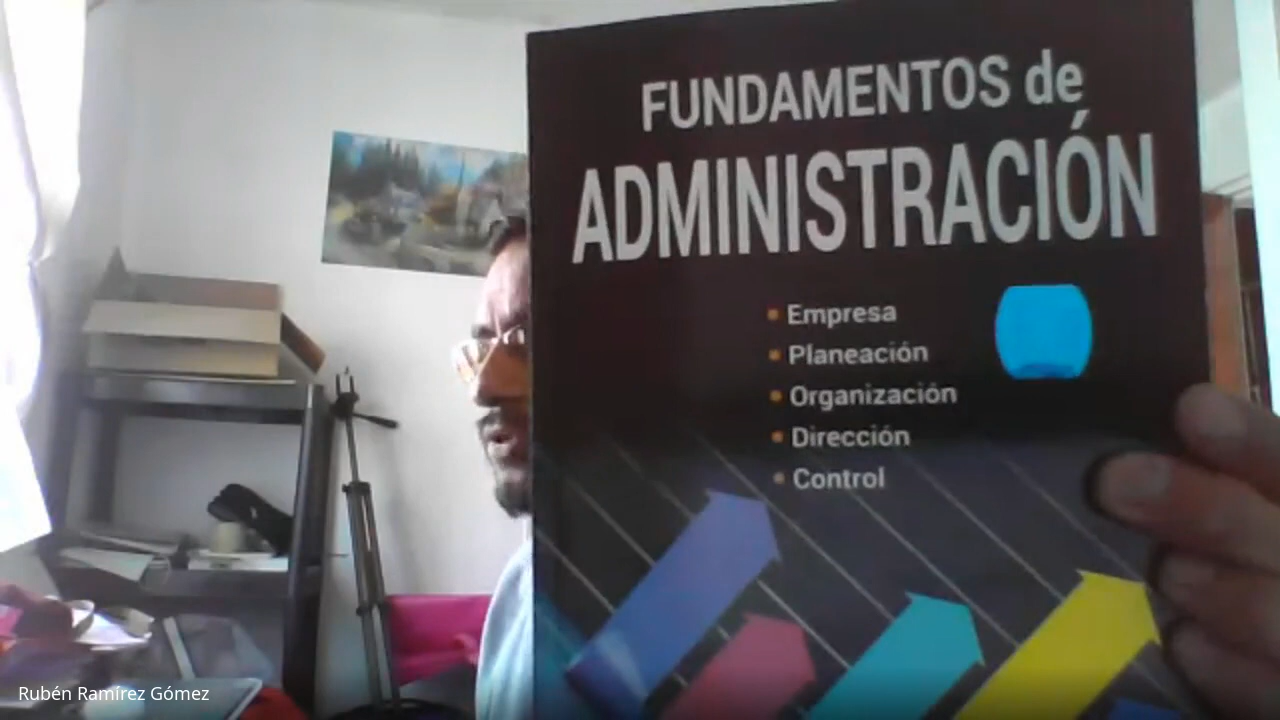 FUNDAMENTOS de
ADMINISTRACIÓN
Empresa
Planeación
Organización
Dirección
Control
Rubén Ramírez Gómez